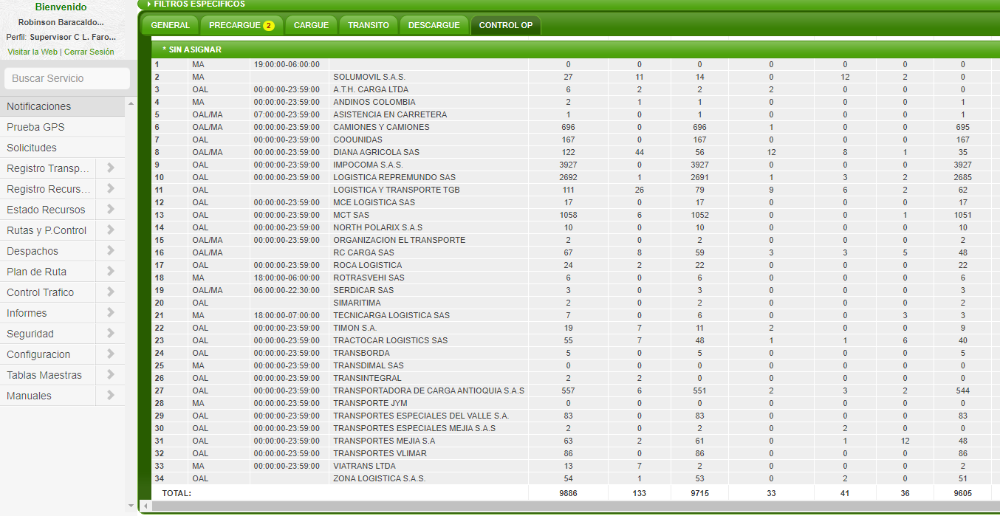 Bienvenido
Robinson Baracaldo...
Perfil: Supervisor C L. Faro...
Visitar la Web | Cerrar Sesión
Buscar Servicio
Notificaciones
Prueba GPS
Solicitudes
Registro Transp...
Registro Recurs...
Estado Recursos
Rutas y P.Control
Despachos
Plan de Ruta
Control Trafico
Informes
Seguridad
Configuracion
Tablas Maestras
Manuales
FILTROS ESPECIFICOS
GENERAL PRECARGUE 2 CARGUE TRANSITO DESCARGUE CONTROL OP
* SIN ASIGNAR
1 MA 19:00:00-06:00:00 0 0 0 0 0 0 0
2 MA SOLUMOVIL S.A.S. 27 11 14 0 12 2 0
3 OAL 00:00:00-23:59:00 A.T.H. CARGA LTDA 6 2 2 2 0 0 0
4 MA 00:00:00-23:59:00 ANDINOS COLOMBIA 2 1 1 0 0 0 1
5 OAL/MA 07:00:00-23:59:00 ASISTENCIA EN CARRETERA 1 0 1 0 0 0 1
6 OAL/MA 00:00:00-23:59:00 CAMIONES Y CAMIONES 696 0 696 1 0 0 695
7 OAL 00:00:00-23:59:00 COOUNIDAS 167 0 167 0 0 0 167
8 OAL/MA 00:00:00-23:59:00 DIANA AGRICOLA SAS 122 44 56 12 8 1 35
9 OAL 00:00:00-23:59:00 IMPOCOMA S.A.S. 3927 0 3927 0 0 0 3927
10 OAL 00:00:00-23:59:00 LOGISTICA REPREMUNDO SAS 2692 1 2691 1 3 2 2685
11 OAL LOGISTICA Y TRANSPORTE TGB 111 26 79 9 6 2 62
12 OAL 00:00:00-23:59:00 MCE LOGISTICA SAS 17 0 17 0 0 0 17
13 OAL 00:00:00-23:59:00 MCT SAS 1058 6 1052 0 0 1 1051
14 OAL 00:00:00-23:59:00 NORTH POLARIX S.A.S 10 0 10 0 0 0 10
15 OAL/MA 00:00:00-23:59:00 ORGANIZACION EL TRANSPORTE 2 0 2 0 0 0 2
16 OAL/MA RC CARGA SAS 67 8 59 3 3 5 48
17 OAL 00:00:00-23:59:00 ROCA LOGISTICA 24 2 22 0 0 0 22
18 MA 18:00:00-06:00:00 ROTRASVEHI SAS 6 0 6 0 0 0 6
19 OAL/MA 06:00:00-22:30:00 SERDICAR SAS 3 0 3 0 0 0 3
20 OAL SIMARITIMA 2 0 2 0 0 0 2
21 MA 18:00:00-07:00:00 TECNICARGA LOGISTICA SAS 7 0 6 0 0 3 3
22 OAL 00:00:00-23:59:00 TIMON S.A. 19 7 11 2 0 0 9
23 OAL 00:00:00-23:59:00 TRACTOCAR LOGISTICS SAS 55 7 48 1 1 6 40
24 OAL 00:00:00-23:59:00 TRANSBORDA 5 0 5 0 0 0 5
25 MA 00:00:00-23:59:00 TRANSDIMAL SAS 0 0 0 0 0 0 0
26 OAL 00:00:00-23:59:00 TRANSINTEGRAL 2 2 0 0 0 0 0
27 OAL 00:00:00-23:59:00 TRANSPORTADORA DE CARGA ANTIOQUIA S.A.S 557 6 551 2 3 2 544
28 MA 00:00:00-23:59:00 TRANSPORTE JYM 0 0 0 0 0 0 0
29 OAL 00:00:00-23:59:00 TRANSPORTES ESPECIALES DEL VALLE S.A. 83 0 83 0 0 0 83
30 OAL 00:00:00-23:59:00 TRANSPORTES ESPECIALES MEJIA S.A.S 2 0 2 0 2 0 0
31 OAL 00:00:00-23:59:00 TRANSPORTES MEJIA S.A 63 2 61 0 1 12 48
32 OAL 00:00:00-23:59:00 TRANSPORTES VLIMAR 86 0 86 0 0 0 86
33 MA 00:00:00-23:59:00 VIATRANS LTDA 13 7 2 0 0 0 2
34 OAL ZONA LOGISTICA S.A.S. 54 1 53 0 2 0 51
TOTAL: 9886 133 9715 33 41 36 9605